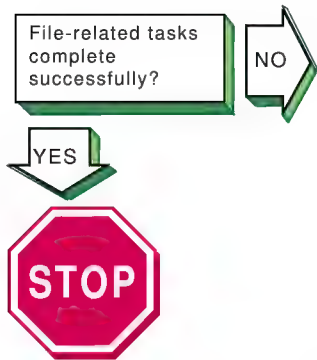 File-related tasks
complete
successfully?
NO
YES
STOP